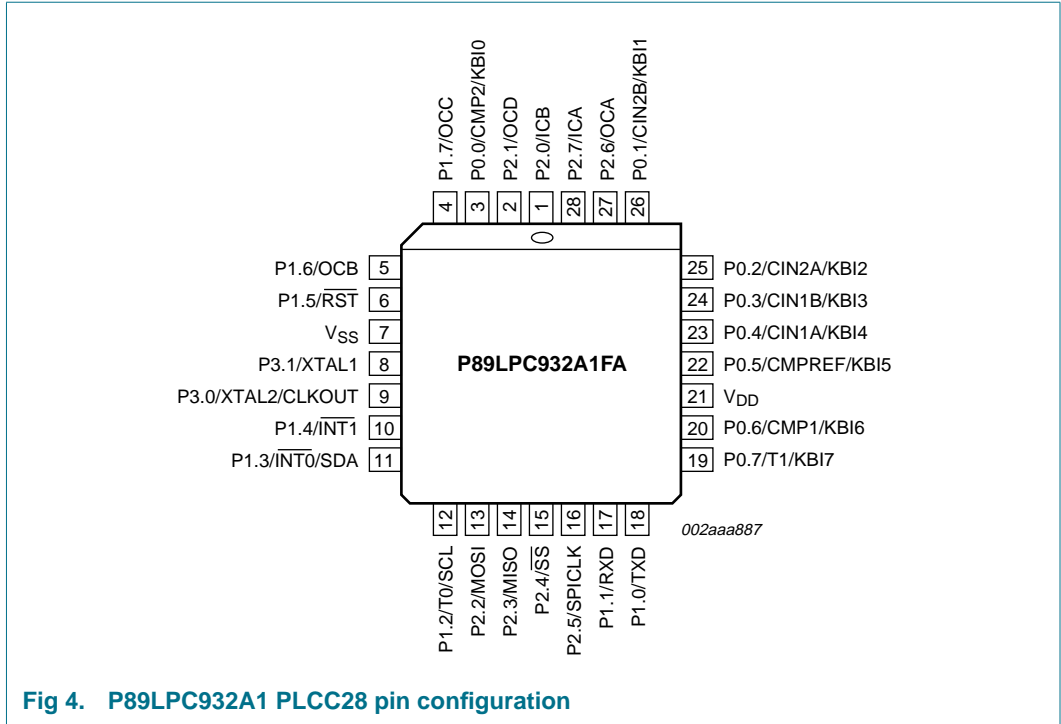 P1.7/OCC
P0.0/CMP2/KBI0
P2.1/OCD
P2.0/ICB
P2.7/ICA
P2.6/OCA
P0.1/CIN2B/KBI1
4
3
2
1
28
27
26
P1.6/OCB 5
P1.5/R̅S̅T̅ 6
VSS 7
P3.1/XTAL1 8
P3.0/XTAL2/CLKOUT 9
P1.4/I̅N̅T̅1̅ 10
P1.3/I̅N̅T̅0̅/SDA 11
P89LPC932A1FA
25 P0.2/CIN2A/KBI2
24 P0.3/CIN1B/KBI3
23 P0.4/CIN1A/KBI4
22 P0.5/CMPREF/KBI5
21 VDD
20 P0.6/CMP1/KBI6
19 P0.7/T1/KBI7
12
13
14
15
16
17
18
P1.2/T0/SCL
P2.2/MOSI
P2.3/MISO
P2.4/S̅S̅
P2.5/SPICLK
P1.1/RXD
P1.0/TXD
002aaa887
Fig 4. P89LPC932A1 PLCC28 pin configuration